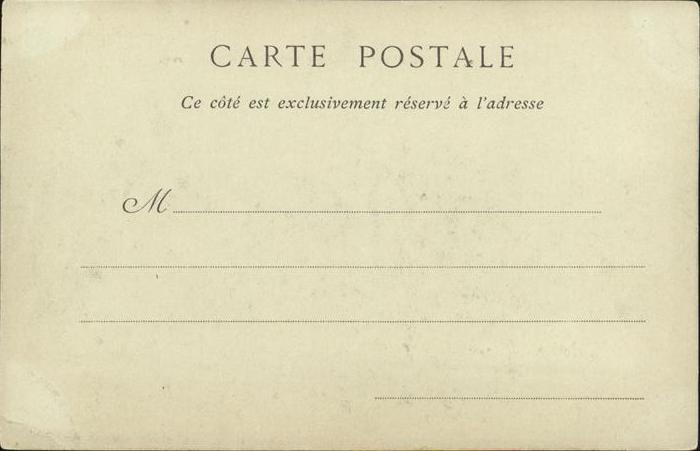 CARTE POSTALE
Ce côté est exclusivement réservé à l'adresse
M